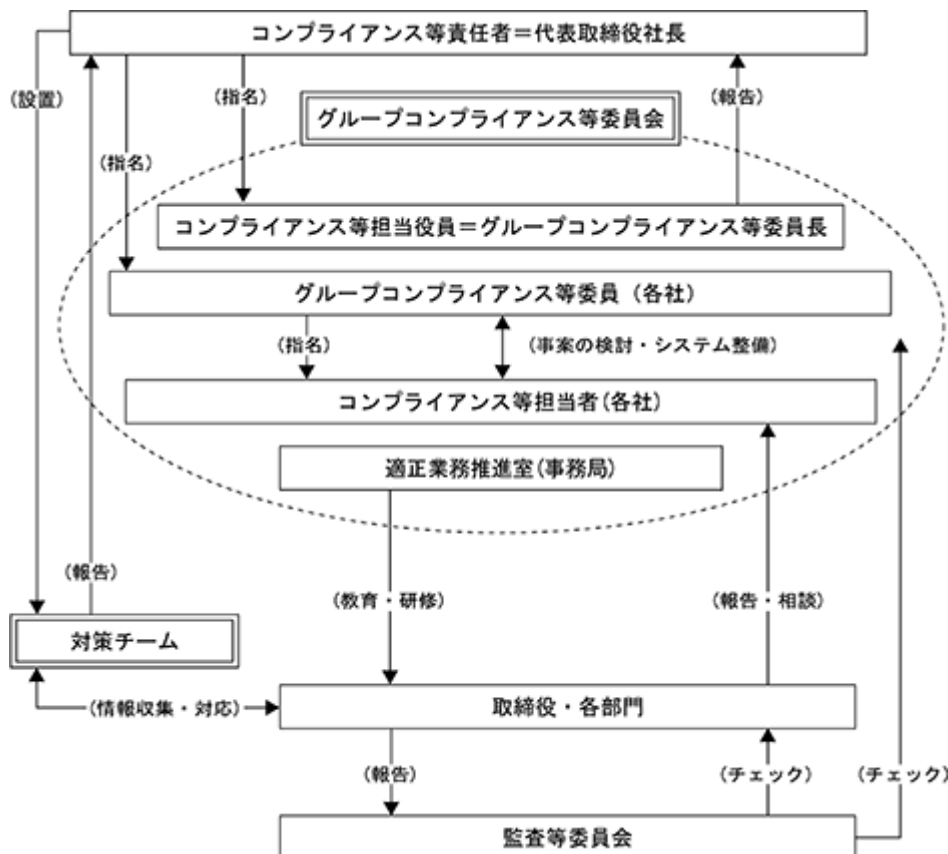 コンプライアンス等責任者＝代表取締役社長
(設置)
(指名)
(報告)
グループコンプライアンス等委員会
(指名)
コンプライアンス等担当役員＝グループコンプライアンス等委員長
グループコンプライアンス等委員（各社）
(指名)
(事案の検討・システム整備)
コンプライアンス等担当者(各社)
適正業務推進室(事務局)
(報告)
(教育・研修)
(報告・相談)
対策チーム
(情報収集・対応)
取締役・各部門
(報告)
(チェック)
(チェック)
監査等委員会